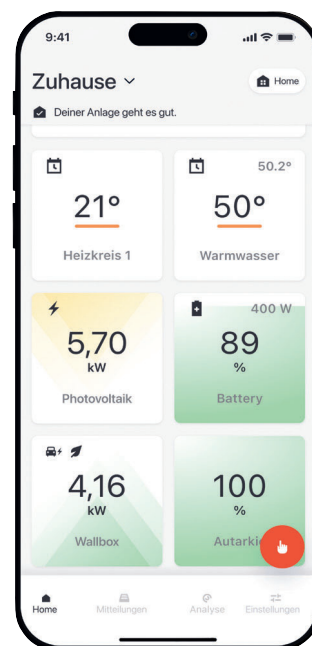 9:41
Zuhause
Home
Deiner Anlage geht es gut.
50.2°
21°
50°
Heizkreis 1
Warmwasser
400 W
5,70
89
kW
%
Photovoltaik
Battery
4,16
100
kW
%
Wallbox
Home
Mitteilungen
Analyse
Einstellungen